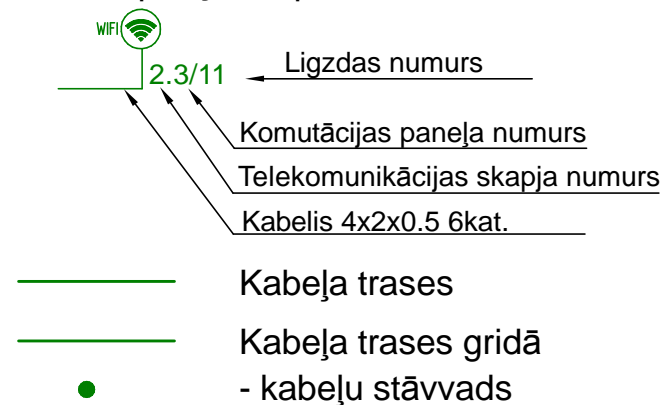 WIFI
2.3/11
Ligzdas numurs
Komutācijas paneļa numurs
Telekomunikācijas skapja numurs
Kabelis 4x2x0.5 6kat.
Kabeļa trases
Kabeļa trases gridā
- kabeļu stāvvads